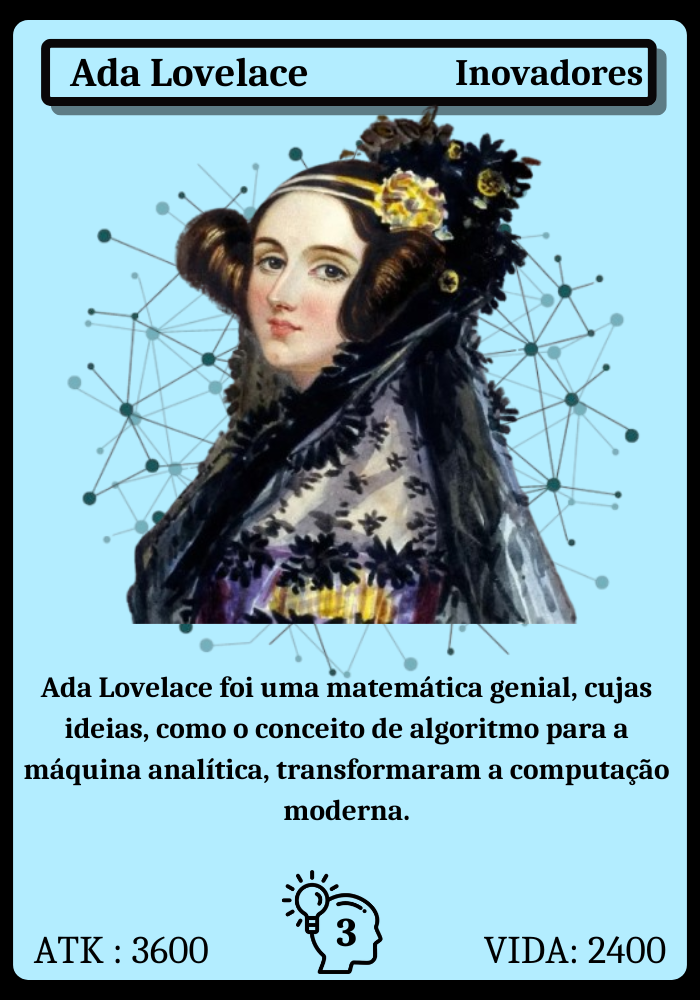 Ada Lovelace Inovadores
Ada Lovelace foi uma matemática genial, cujas
ideias, como o conceito de algoritmo para a
máquina analítica, transformaram a computação
moderna.
3
ATK : 3600 VIDA: 2400